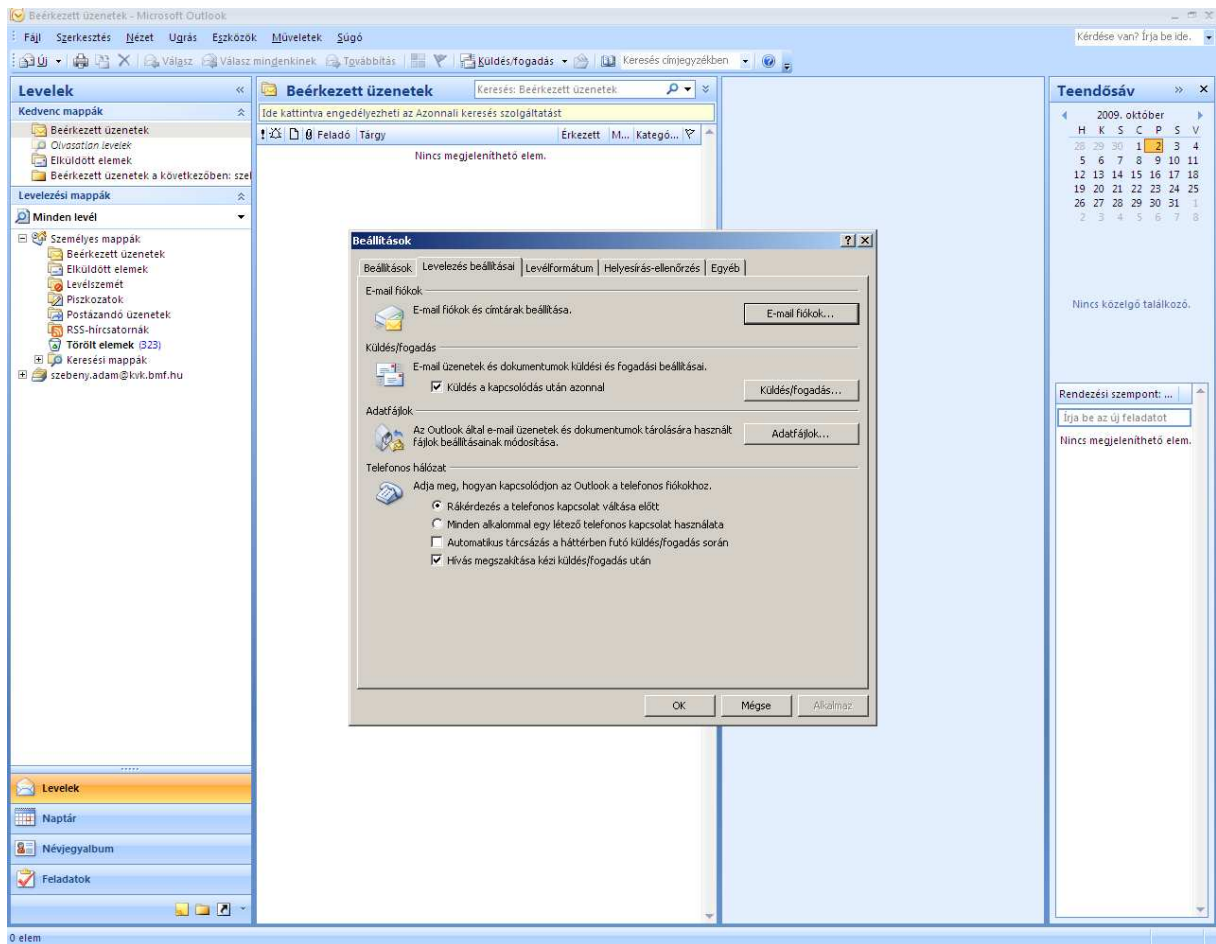 Beérkezett üzenetek - Microsoft Outlook
Fájl Szerkesztés Nézet Ugrás Eszközök Műveletek Súgó
Kérdése van? Írja be ide.
Új Válasz Válasz mindenkinek Továbbítás Küldés/fogadás Keresés címjegyzékben
Levelek «
Kedvenc mappák
Beérkezett üzenetek
Olvasatlan levelek
Elküldött elemek
Beérkezett üzenetek a következőben: szel
Levelezési mappák
Minden levél
Személyes mappák
Beérkezett üzenetek
Elküldött elemek
Levélszemét
Piszkozatok
Postázandó üzenetek
RSS-hírcsatornák
Törölt elemek (323)
Keresési mappák
szebeny.adam@kvk.bmf.hu
Levelek
Naptár
Névjegyalbum
Feladatok
0 elem
Beérkezett üzenetek
Keresés: Beérkezett üzenetek
Ide kattintva engedélyezheti az Azonnali keresés szolgáltatást
Feladó Tárgy Érkezett M... Kategó...
Nincs megjeleníthető elem.
Beállítások
Beállítások Levelezés beállításai Levélformátum Helyesírás-ellenőrzés Egyéb
E-mail fiókok
E-mail fiókok és címtárak beállítása.
E-mail fiókok...
Küldés/fogadás
E-mail üzenetek és dokumentumok küldési és fogadási beállításai.
Küldés a kapcsolódás után azonnal
Küldés/fogadás...
Adatfájlok
Az Outlook által e-mail üzenetek és dokumentumok tárolására használt
fájlok beállításainak módosítása.
Adatfájlok...
Telefonos hálózat
Adja meg, hogyan kapcsolódjon az Outlook a telefonos fiókokhoz.
Rákérdezés a telefonos kapcsolat váltása előtt
Minden alkalommal egy létező telefonos kapcsolat használata
Automatikus tárcsázás a háttérben futó küldés/fogadás során
Hívás megszakítása kézi küldés/fogadás után
OK Mégse Alkalmaz
Teendősáv »
2009. október
H K S C P S V
28 29 30 1 2 3 4
5 6 7 8 9 10 11
12 13 14 15 16 17 18
19 20 21 22 23 24 25
26 27 28 29 30 31 1
2 3 4 5 6 7 8
Nincs közelgő találkozó.
Rendezési szempont: ...
Írja be az új feladatot
Nincs megjeleníthető elem.